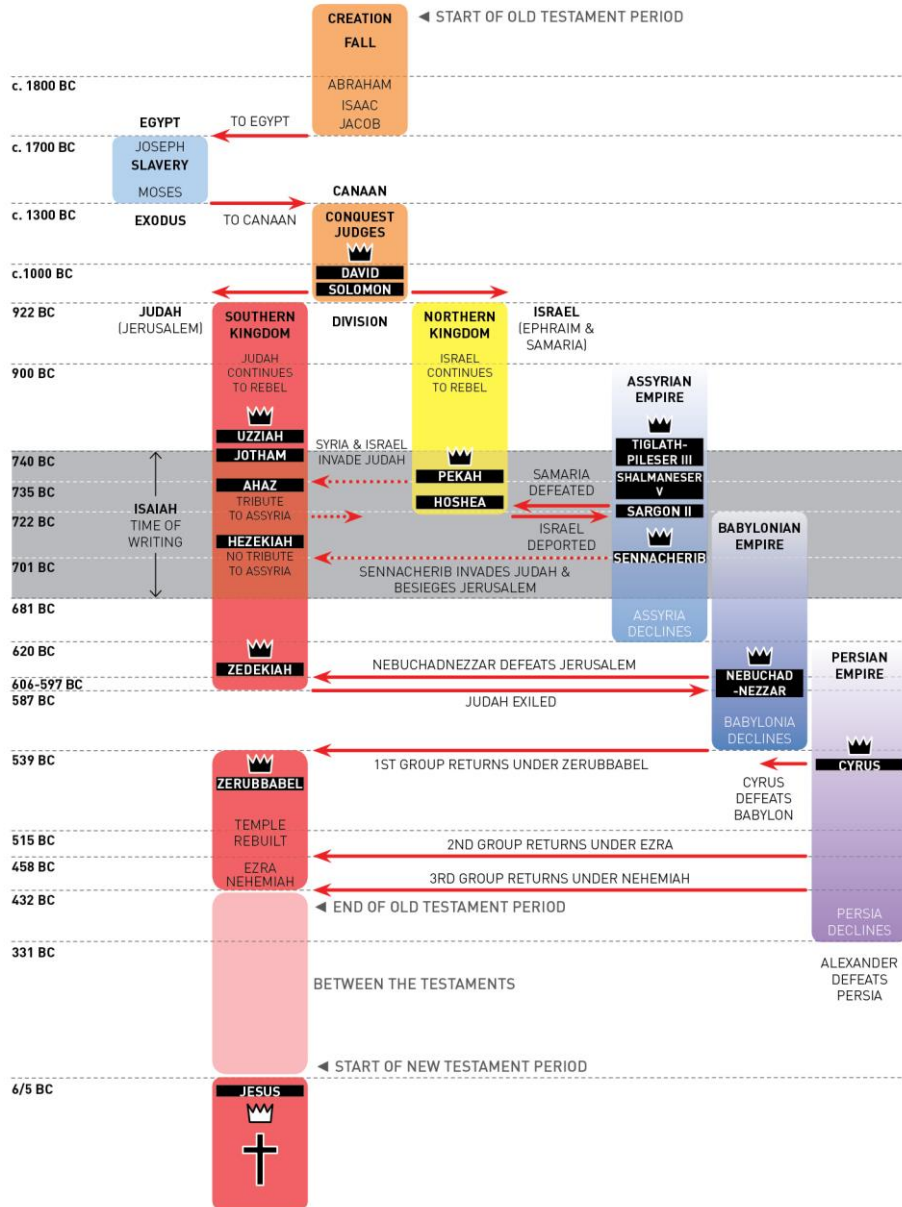 CREATION
◄ START OF OLD TESTAMENT PERIOD
FALL
c. 1800 BC
ABRAHAM
ISAAC
JACOB
EGYPT
TO EGYPT
c. 1700 BC
JOSEPH
SLAVERY
MOSES
CANAAN
c. 1300 BC
EXODUS
TO CANAAN
CONQUEST
JUDGES
c.1000 BC
DAVID
SOLOMON
922 BC
JUDAH
(JERUSALEM)
SOUTHERN
KINGDOM
DIVISION
NORTHERN
KINGDOM
ISRAEL
(EPHRAIM &
SAMARIA)
JUDAH
CONTINUES
TO REBEL
ISRAEL
CONTINUES
TO REBEL
900 BC
ASSYRIAN
EMPIRE
UZZIAH
JOTHAM
SYRIA & ISRAEL
INVADE JUDAH
TIGLATH-
PILESER III
740 BC
PEKAH
SAMARIA
DEFEATED
SHALMANESER
V
735 BC
AHAZ
TRIBUTE
TO ASSYRIA
HOSHEA
SARGON II
ISAIAH
TIME OF
WRITING
722 BC
ISRAEL
DEPORTED
BABYLONIAN
EMPIRE
HEZEKIAH
NO TRIBUTE
TO ASSYRIA
SENNACHERIB
701 BC
SENNACHERIB INVADES JUDAH &
BESIEGES JERUSALEM
681 BC
ASSYRIA
DECLINES
620 BC
ZEDEKIAH
NEBUCHADNEZZAR DEFEATS JERUSALEM
NEBUCHAD
-NEZZAR
PERSIAN
EMPIRE
606-597 BC
587 BC
JUDAH EXILED
BABYLONIA
DECLINES
539 BC
ZERUBBABEL
1ST GROUP RETURNS UNDER ZERUBBABEL
CYRUS
CYRUS
DEFEATS
BABYLON
TEMPLE
REBUILT
515 BC
2ND GROUP RETURNS UNDER EZRA
458 BC
EZRA
NEHEMIAH
3RD GROUP RETURNS UNDER NEHEMIAH
432 BC
◄ END OF OLD TESTAMENT PERIOD
PERSIA
DECLINES
331 BC
ALEXANDER
DEFEATS
PERSIA
BETWEEN THE TESTAMENTS
◄ START OF NEW TESTAMENT PERIOD
6/5 BC
JESUS